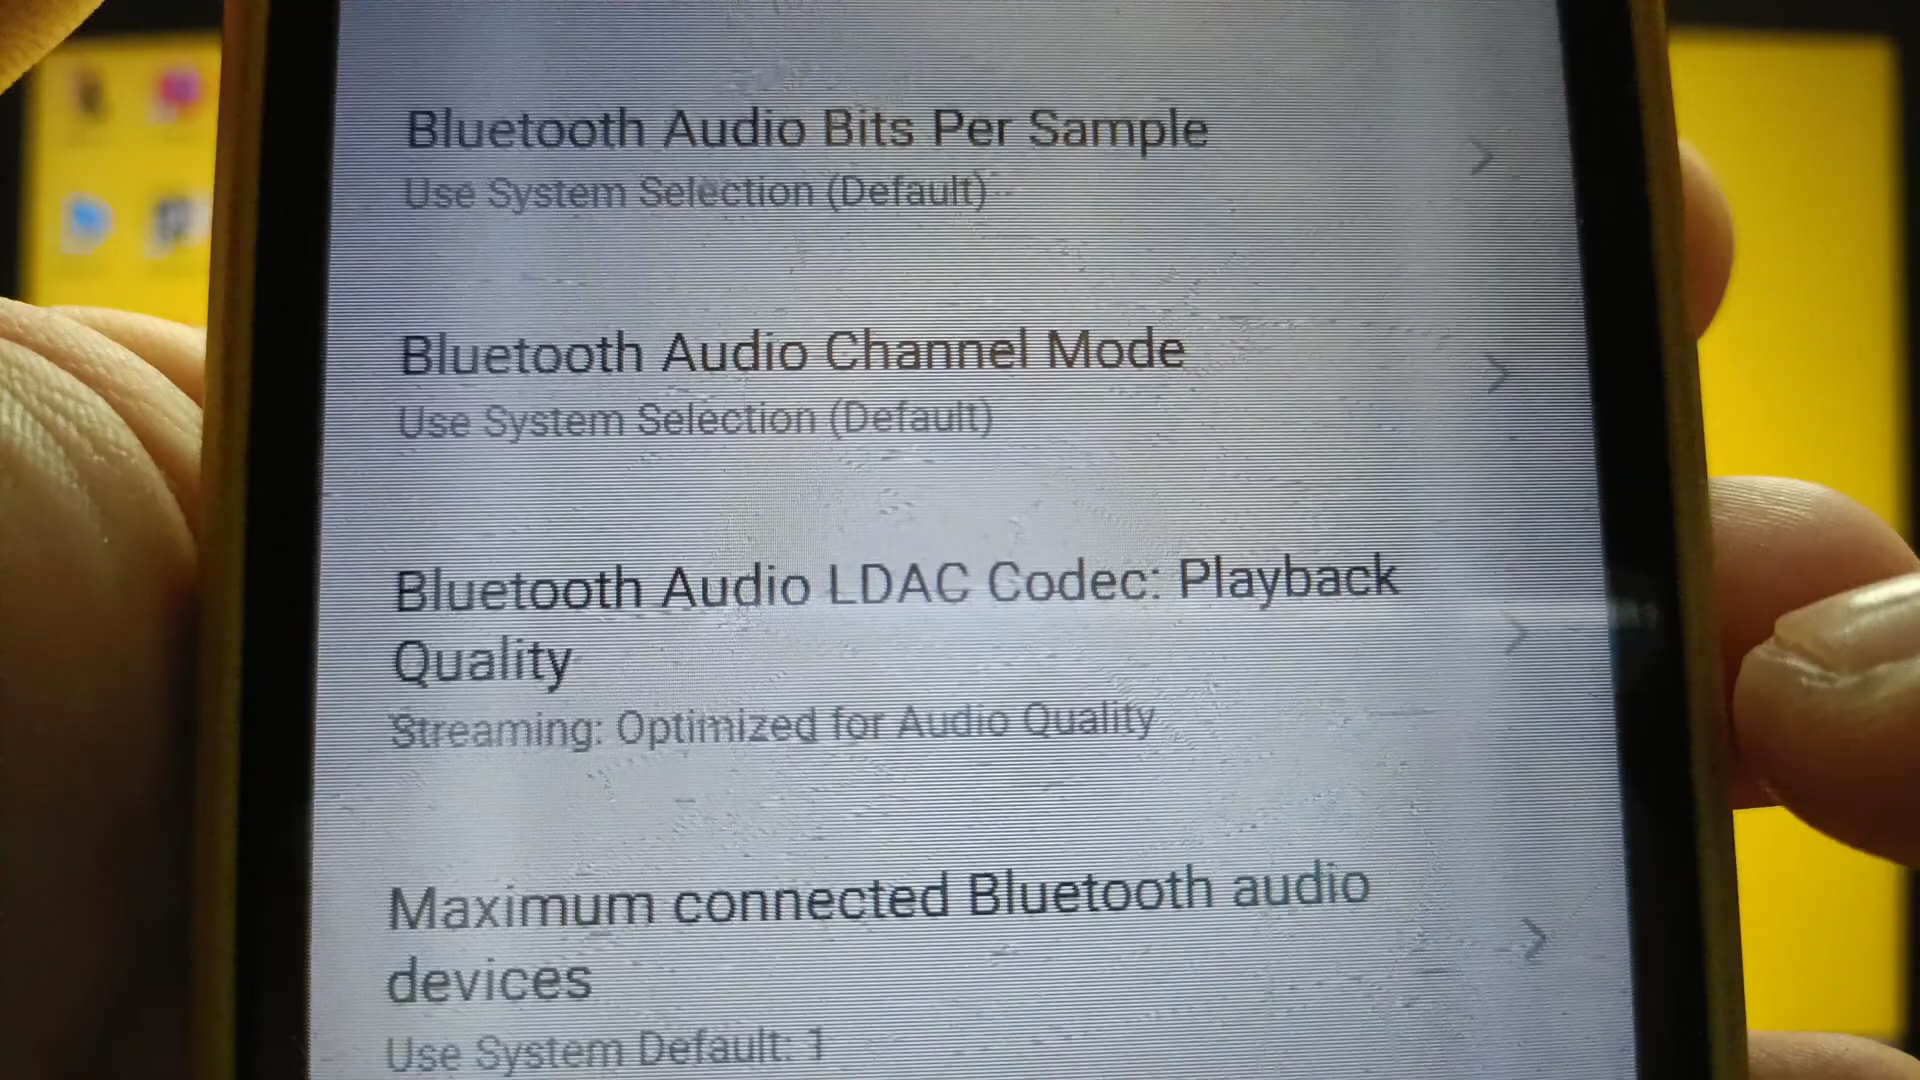 Bluetooth Audio Bits Per Sample
Use System Selection (Default)
Bluetooth Audio Channel Mode
Use System Selection (Default)
Bluetooth Audio LDAC Codec: Playback
Quality
Streaming: Optimized for Audio Quality
Maximum connected Bluetooth audio
devices
Use System Default: 1